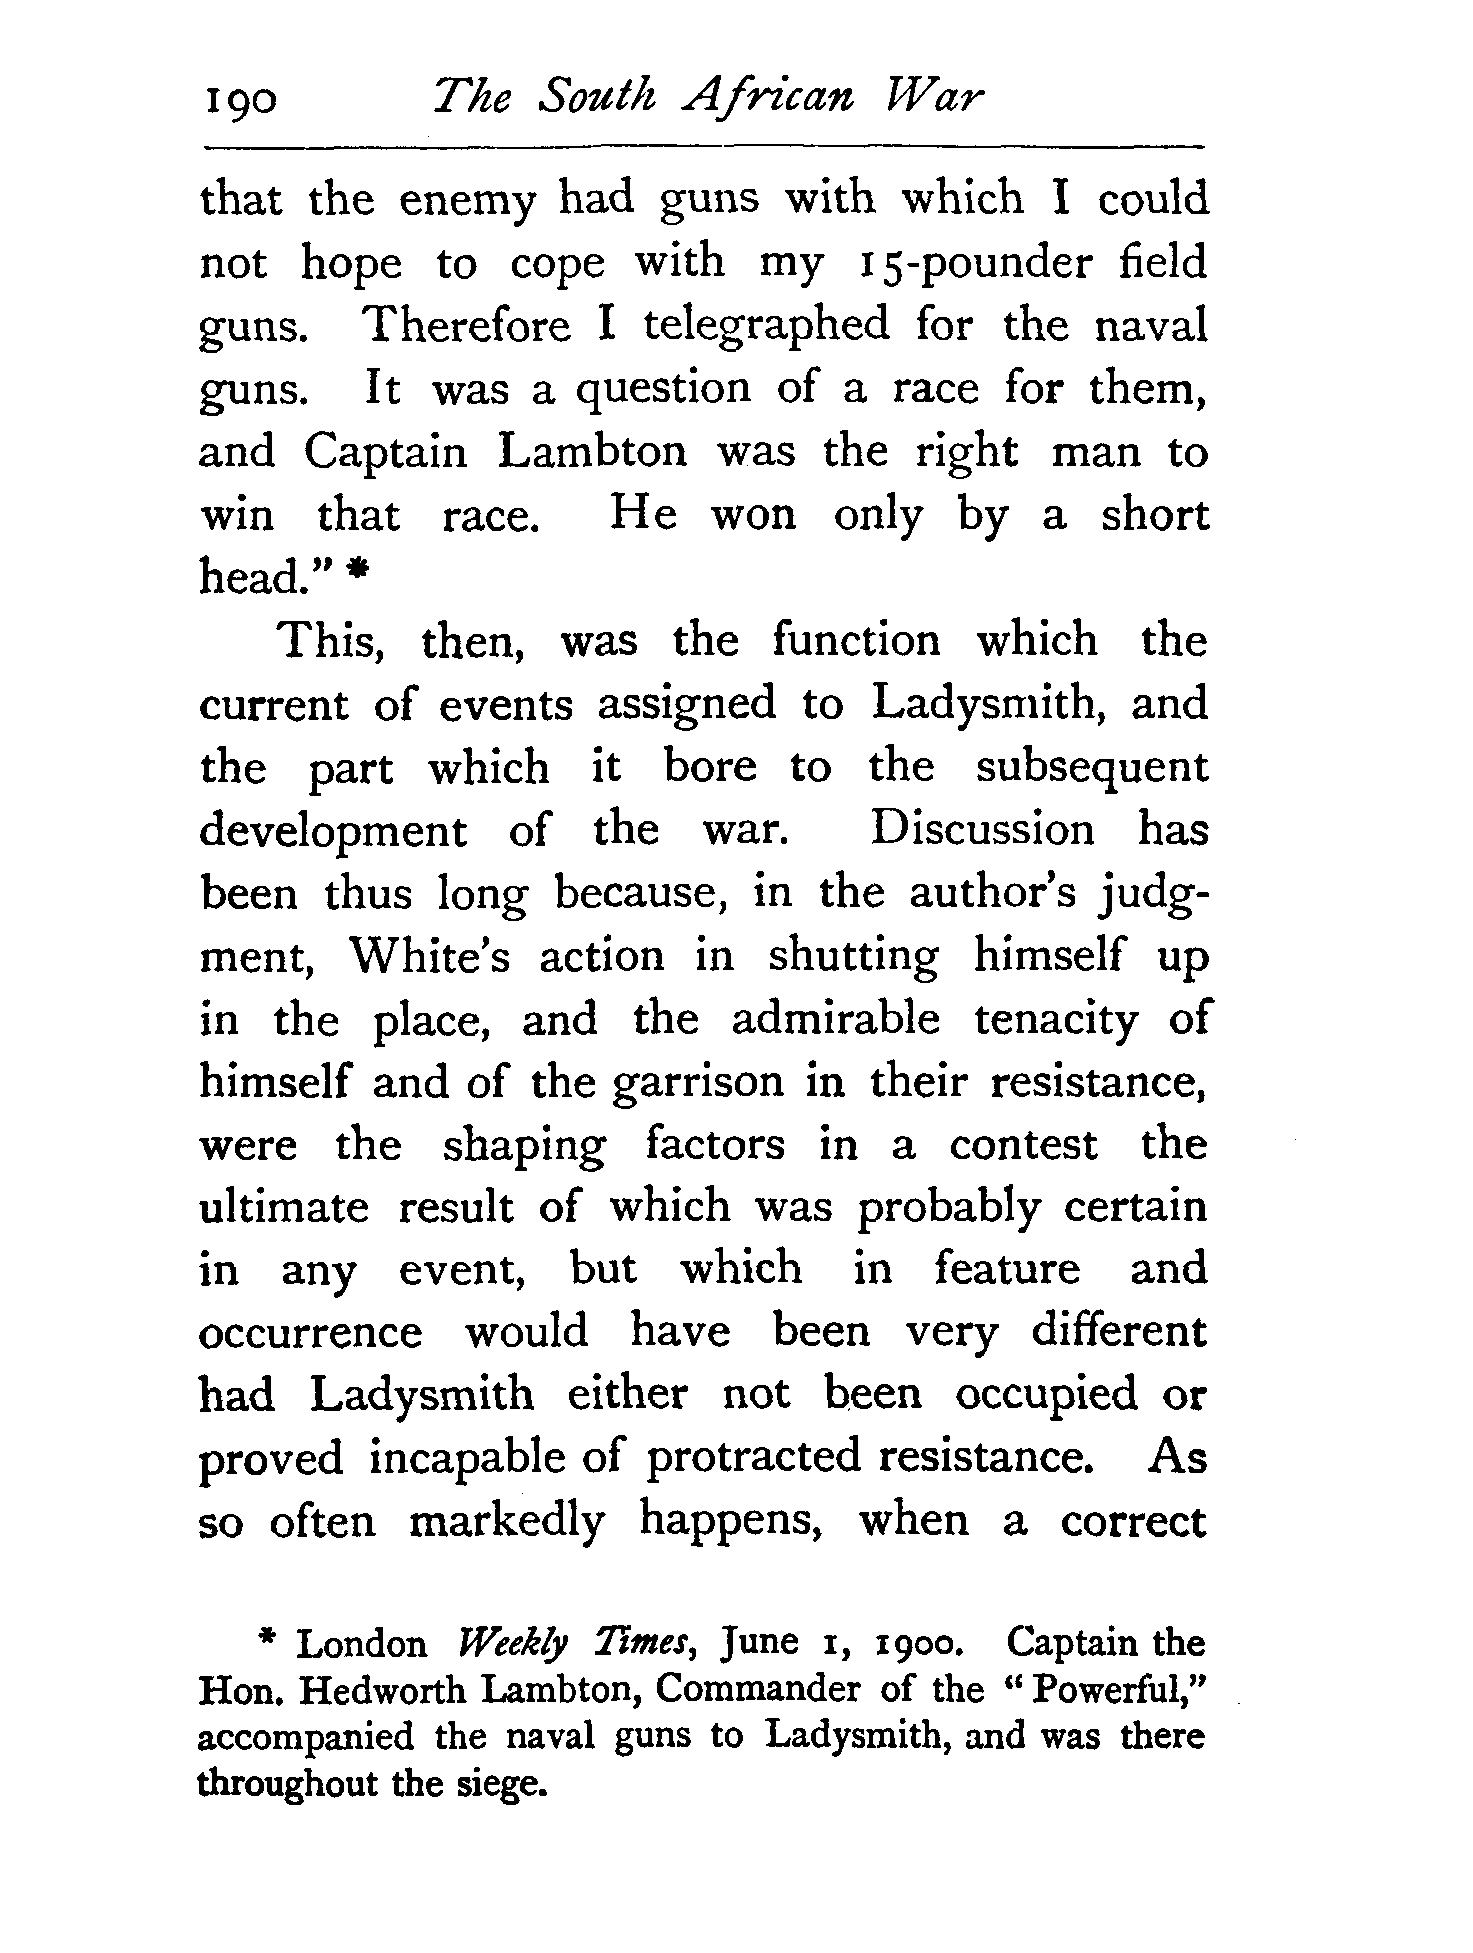 190 The South African War
that the enemy had guns with which I could
not hope to cope with my 15-pounder field
guns. Therefore I telegraphed for the naval
guns. It was a question of a race for them,
and Captain Lambton was the right man to
win that race. He won only by a short
head.” *
This, then, was the function which the
current of events assigned to Ladysmith, and
the part which it bore to the subsequent
development of the war. Discussion has
been thus long because, in the author’s judg-
ment, White’s action in shutting himself up
in the place, and the admirable tenacity of
himself and of the garrison in their resistance,
were the shaping factors in a contest the
ultimate result of which was probably certain
in any event, but which in feature and
occurrence would have been very different
had Ladysmith either not been occupied or
proved incapable of protracted resistance. As
so often markedly happens, when a correct
* London Weekly Times, June 1, 1900. Captain the
Hon. Hedworth Lambton, Commander of the “Powerful,”
accompanied the naval guns to Ladysmith, and was there
throughout the siege.